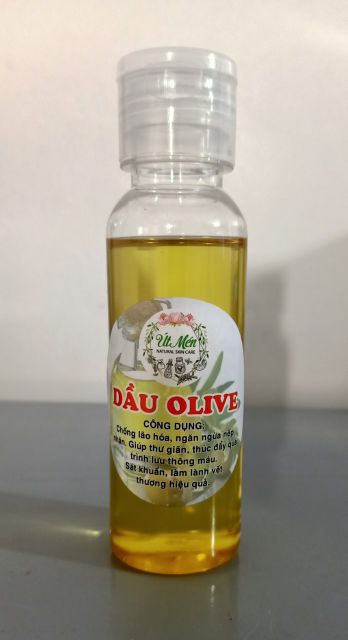 Út Mén
NATURAL SKIN CARE
DẦU OLIVE
CÔNG DỤNG:
Chống lão hóa, ngăn ngừa nếp
nhăn. Giúp thư giãn, thúc đẩy quá
trình lưu thông máu.
Sát khuẩn, làm lành vết
thương hiệu quả.